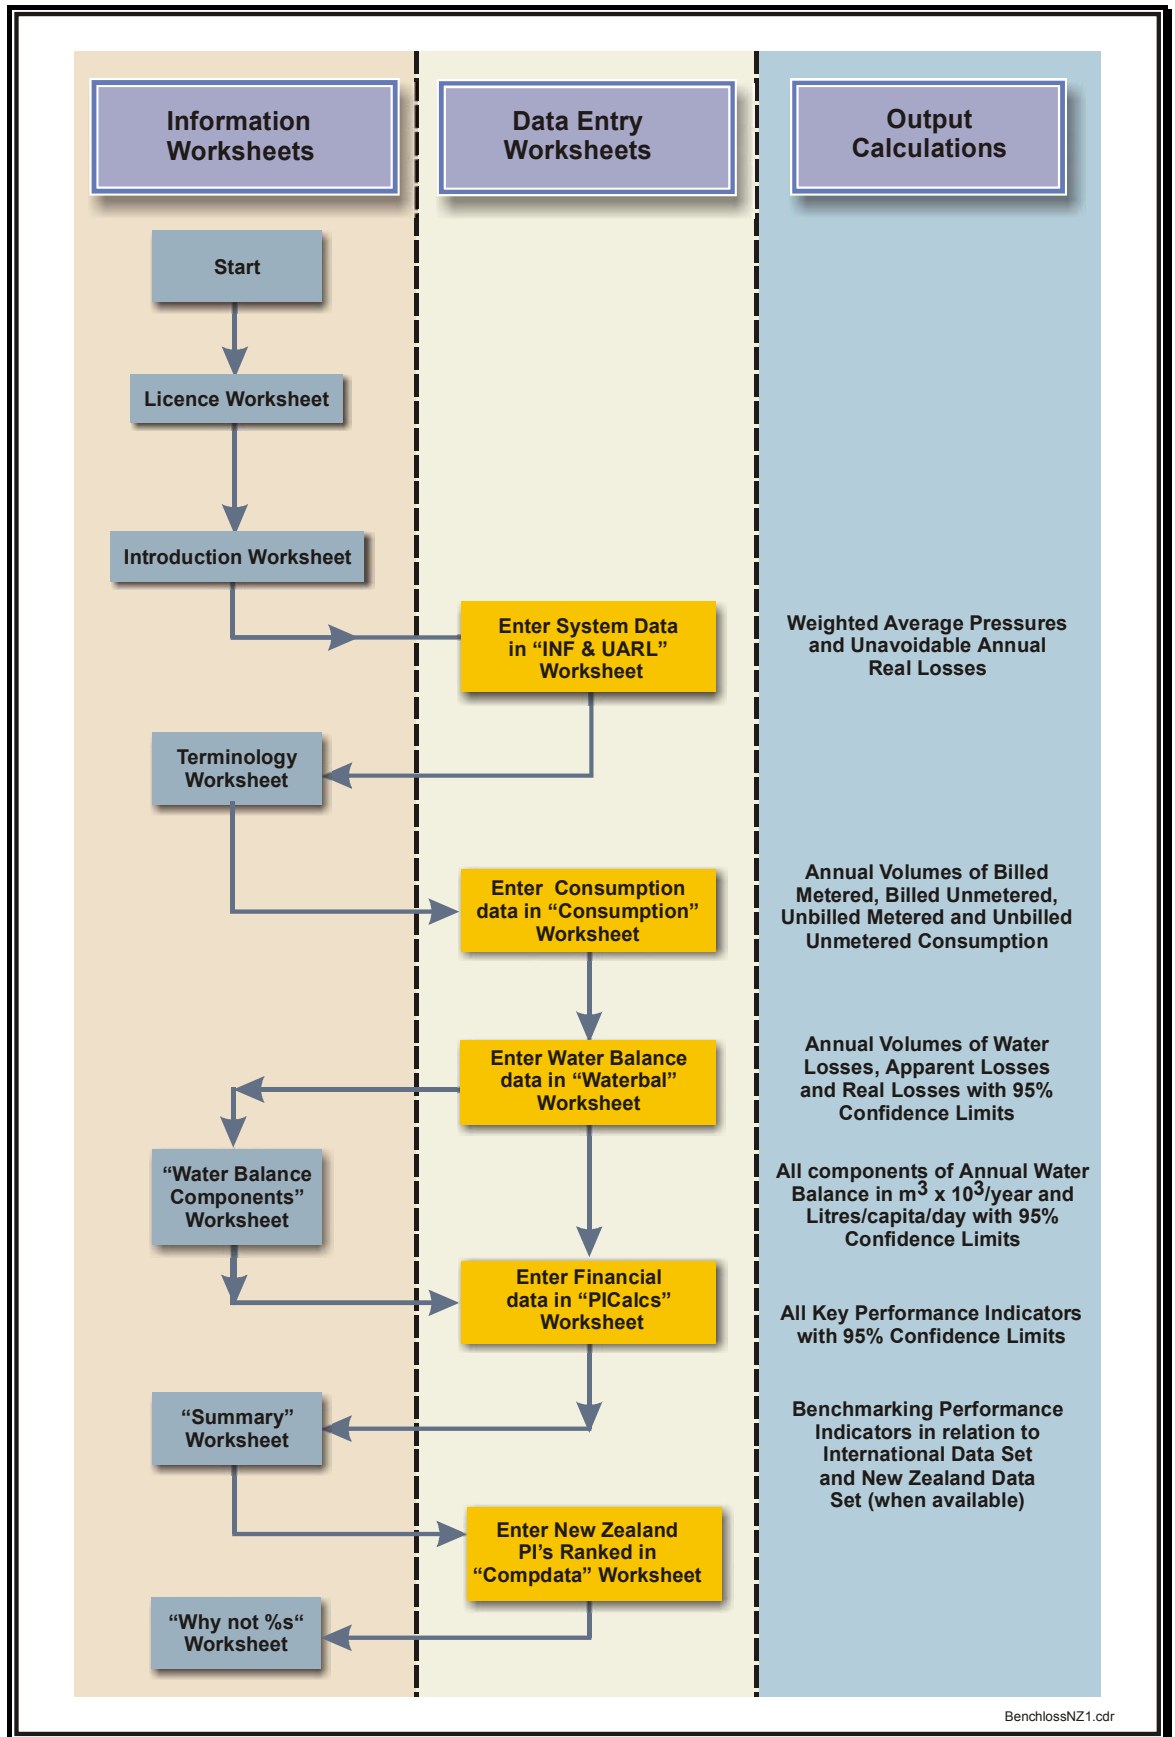 Information
Worksheets
Data Entry
Worksheets
Output
Calculations
Start
Licence Worksheet
Introduction Worksheet
Enter System Data
in “INF & UARL”
Worksheet
Weighted Average Pressures
and Unavoidable Annual
Real Losses
Terminology
Worksheet
Enter Consumption
data in “Consumption”
Worksheet
Annual Volumes of Billed
Metered, Billed Unmetered,
Unbilled Metered and Unbilled
Unmetered Consumption
Enter Water Balance
data in “Waterbal”
Worksheet
Annual Volumes of Water
Losses, Apparent Losses
and Real Losses with 95%
Confidence Limits
“Water Balance
Components”
Worksheet
All components of Annual Water
Balance in m³ x 10³/year and
Litres/capita/day with 95%
Confidence Limits
Enter Financial
data in “PICalcs”
Worksheet
All Key Performance Indicators
with 95% Confidence Limits
“Summary”
Worksheet
Benchmarking Performance
Indicators in relation to
International Data Set
and New Zealand Data
Set (when available)
Enter New Zealand
PI’s Ranked in
“Compdata” Worksheet
“Why not %s“
Worksheet
BenchlossNZ1.cdr